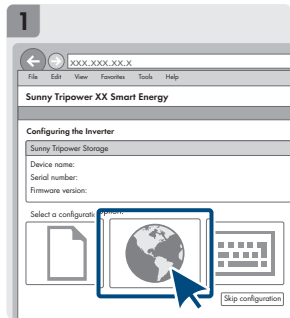 1
XXX.XXX.XX.X
File Edit View Favorites Tools Help
Sunny Tripower XX Smart Energy
Configuring the Inverter
Sunny Tripower Storage
Device name:
Serial number:
Firmware version:
Select a configuration option:
Skip configuration